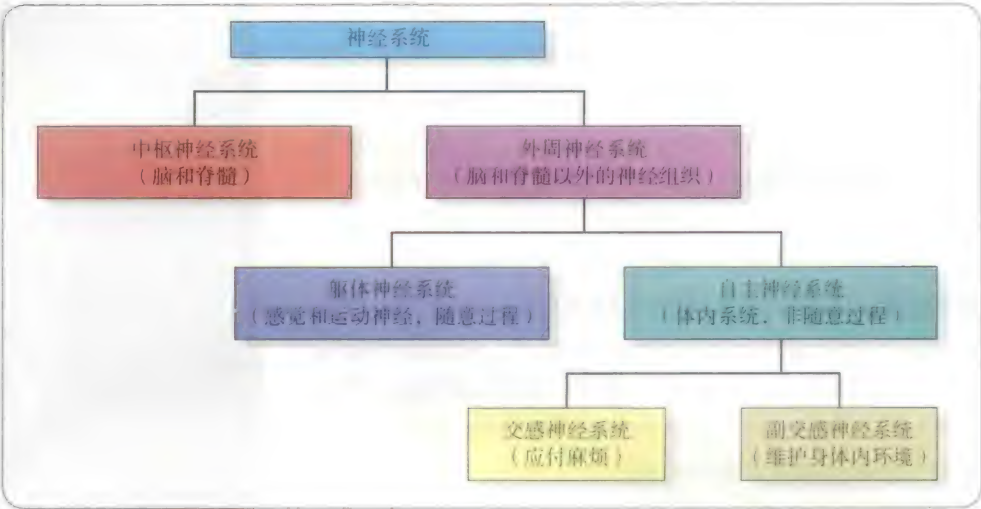 神经系统
中枢神经系统
（脑和脊髓）
外周神经系统
（脑和脊髓以外的神经组织）
躯体神经系统
（感觉和运动神经，随意过程）
自主神经系统
（体内系统，非随意过程）
交感神经系统
（应付麻烦）
副交感神经系统
（维护身体内环境）